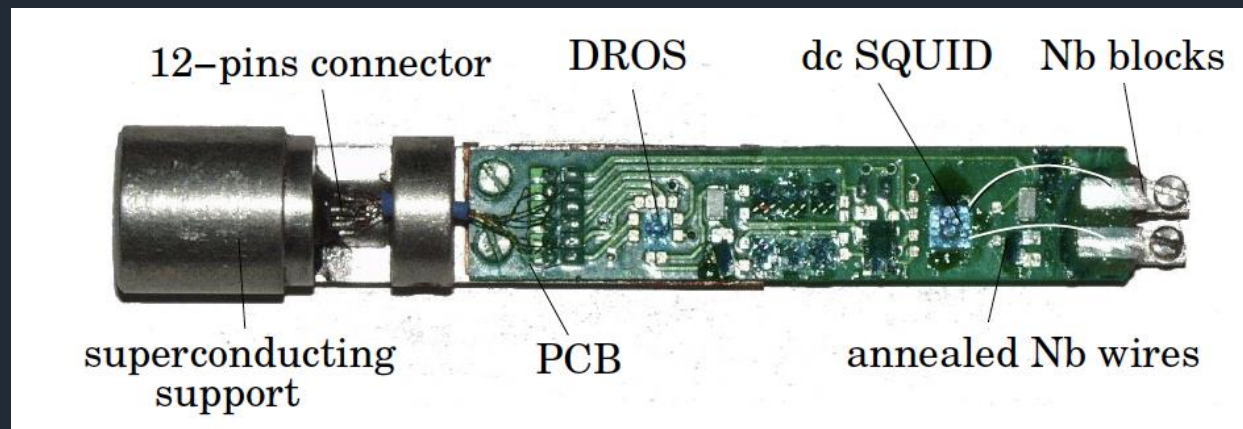 12–pins connector
DROS
dc SQUID
Nb blocks
superconducting
support
PCB
annealed Nb wires